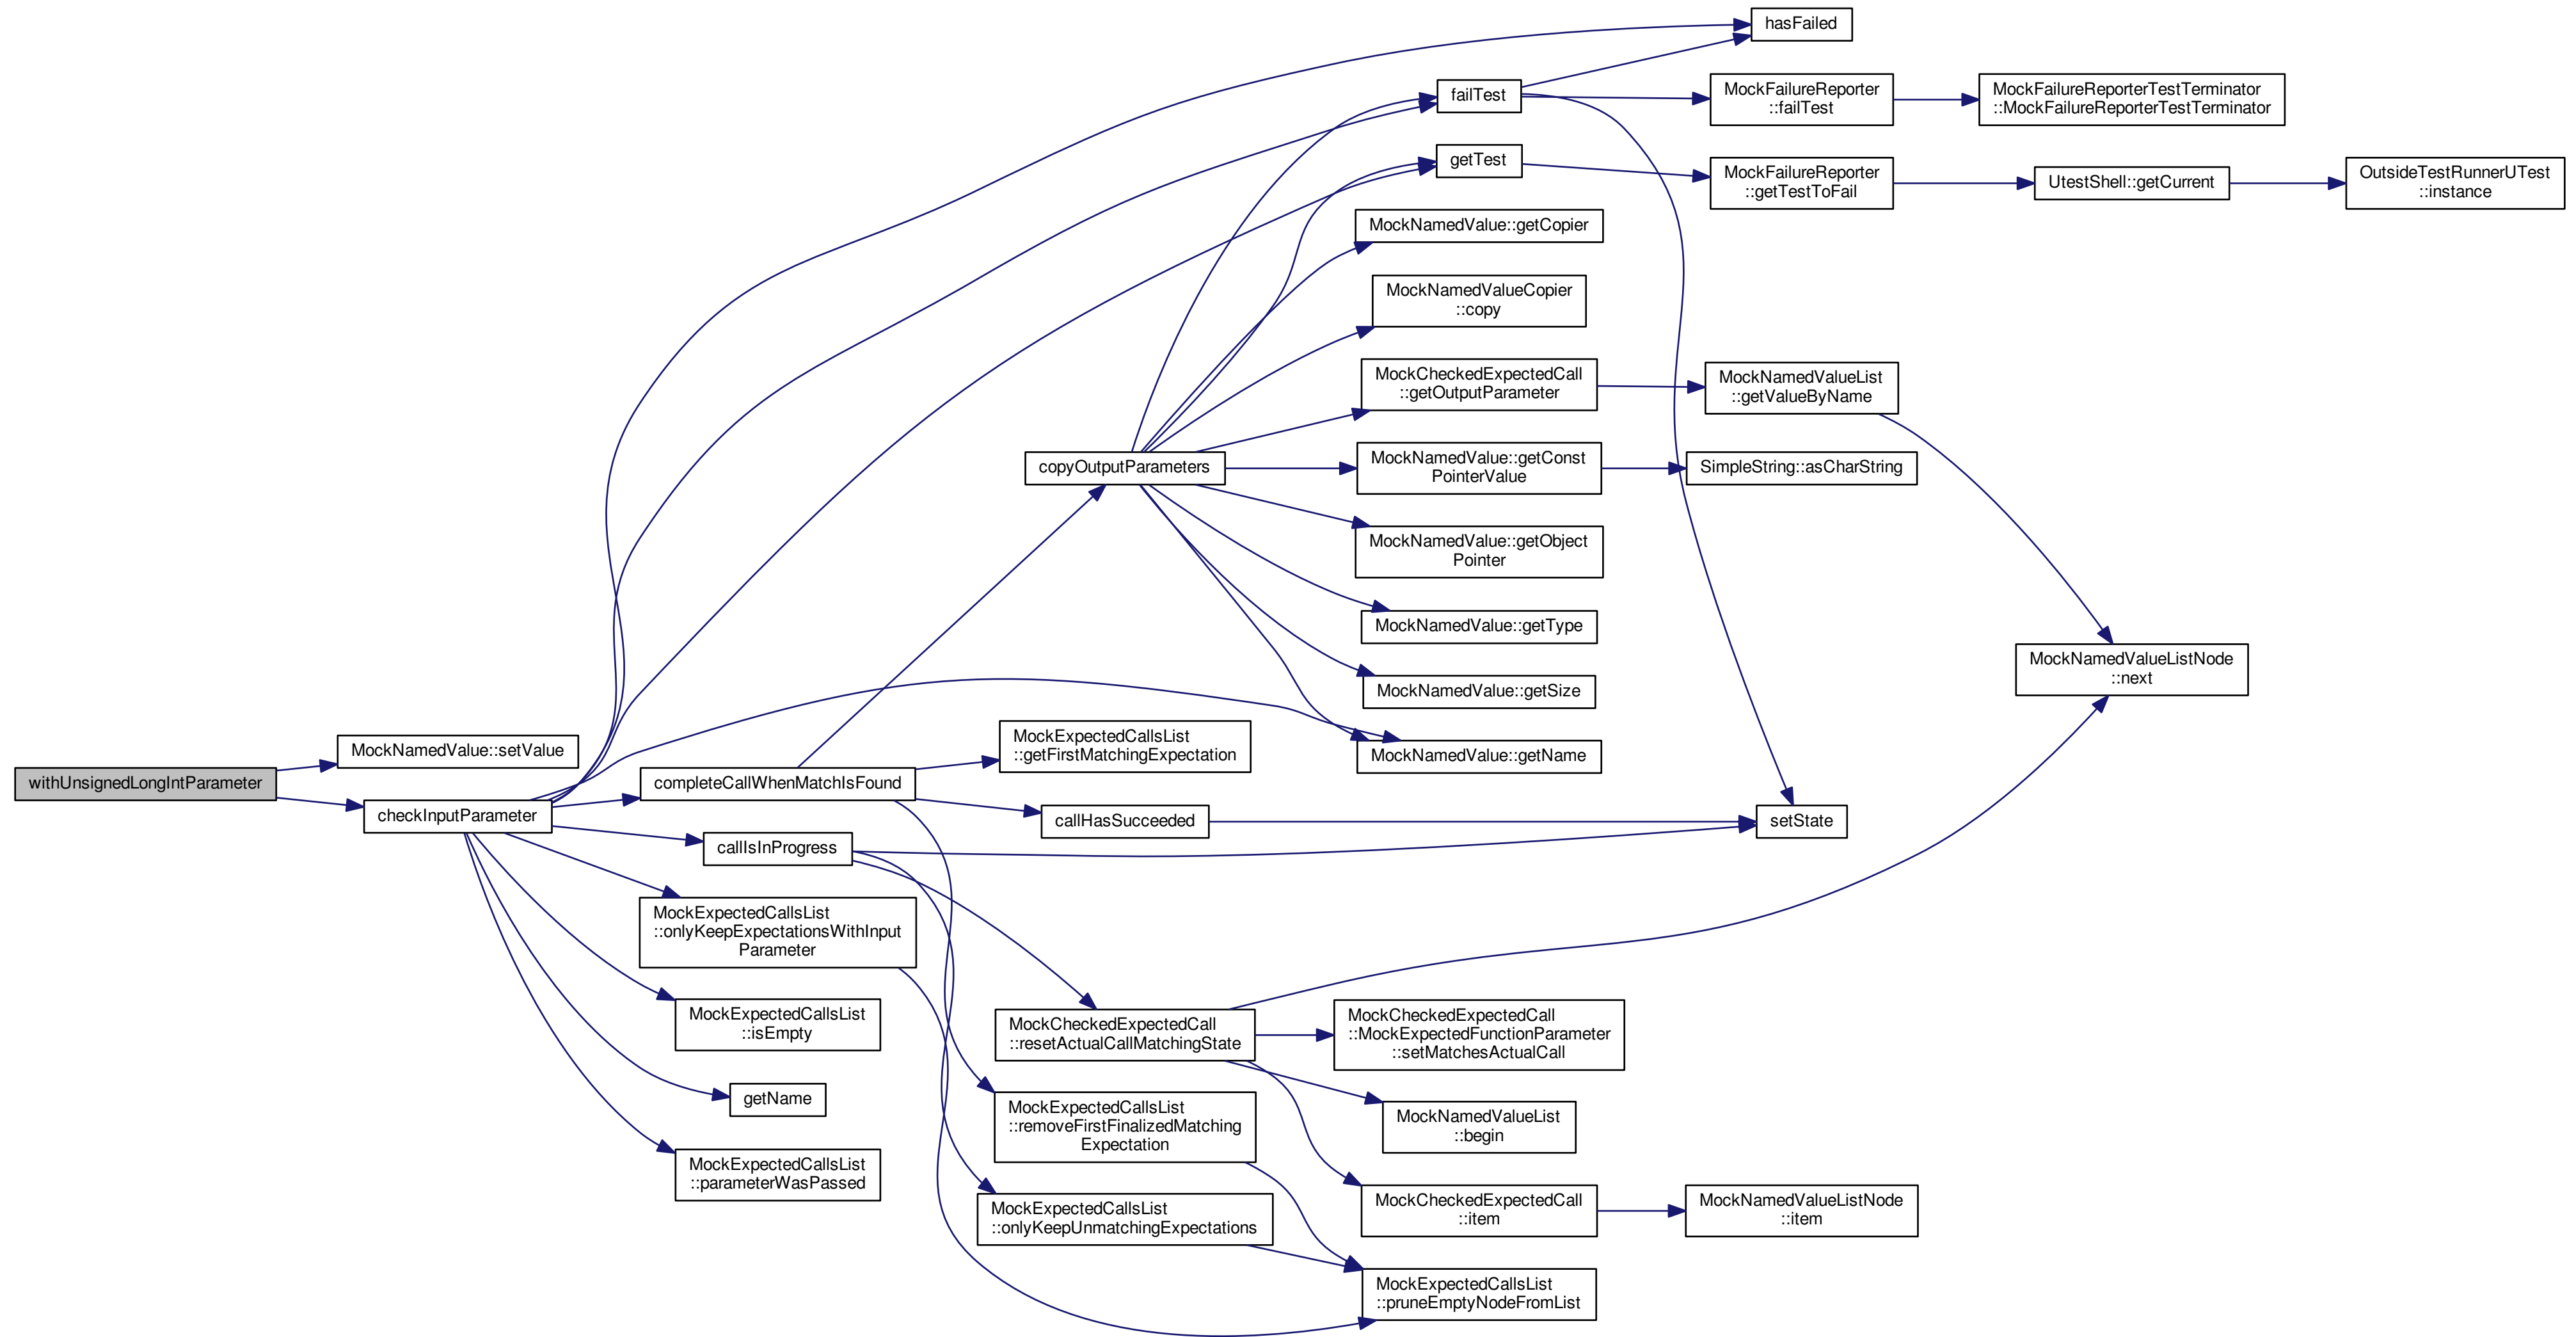 withUnsignedLongIntParameter
MockNamedValue::setValue
checkInputParameter
completeCallWhenMatchIsFound
callIsInProgress
MockExpectedCallsList
::onlyKeepExpectationsWithInput
Parameter
MockExpectedCallsList
::isEmpty
getName
MockExpectedCallsList
::parameterWasPassed
copyOutputParameters
MockExpectedCallsList
::getFirstMatchingExpectation
callHasSucceeded
MockCheckedExpectedCall
::resetActualCallMatchingState
MockExpectedCallsList
::removeFirstFinalizedMatching
Expectation
MockExpectedCallsList
::onlyKeepUnmatchingExpectations
failTest
getTest
MockNamedValue::getCopier
MockNamedValueCopier
::copy
MockCheckedExpectedCall
::getOutputParameter
MockNamedValue::getConst
PointerValue
MockNamedValue::getObject
Pointer
MockNamedValue::getType
MockNamedValue::getSize
MockNamedValue::getName
MockCheckedExpectedCall
::MockExpectedFunctionParameter
::setMatchesActualCall
MockNamedValueList
::begin
MockCheckedExpectedCall
::item
MockExpectedCallsList
::pruneEmptyNodeFromList
hasFailed
MockFailureReporter
::failTest
MockFailureReporter
::getTestToFail
MockNamedValueList
::getValueByName
SimpleString::asCharString
setState
MockNamedValueListNode
::item
MockFailureReporterTestTerminator
::MockFailureReporterTestTerminator
UtestShell::getCurrent
MockNamedValueListNode
::next
OutsideTestRunnerUTest
::instance